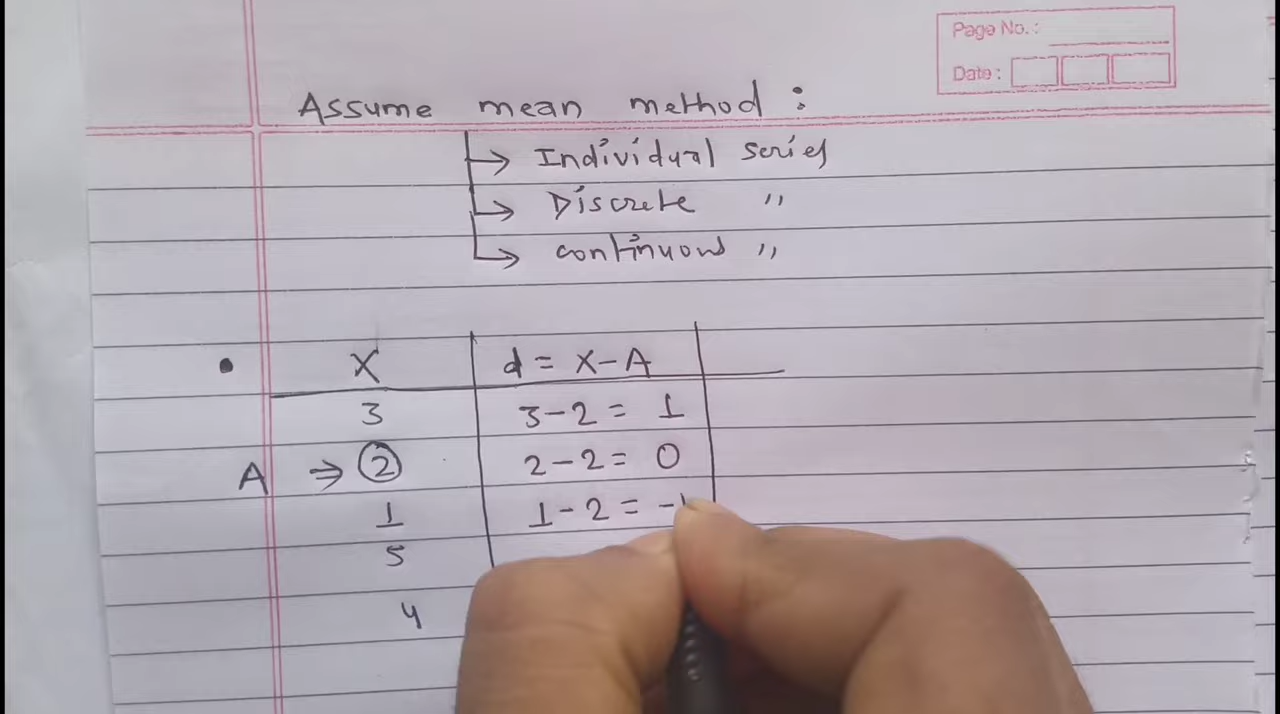 Page No. :
Date :
Assume mean method :
→ Individual series
→ Discrete "
→ continuous "
• X d = X - A
3 3 - 2 = 1
A ⇒ 2 2 - 2 = 0
1 1 - 2 = -1
5
4